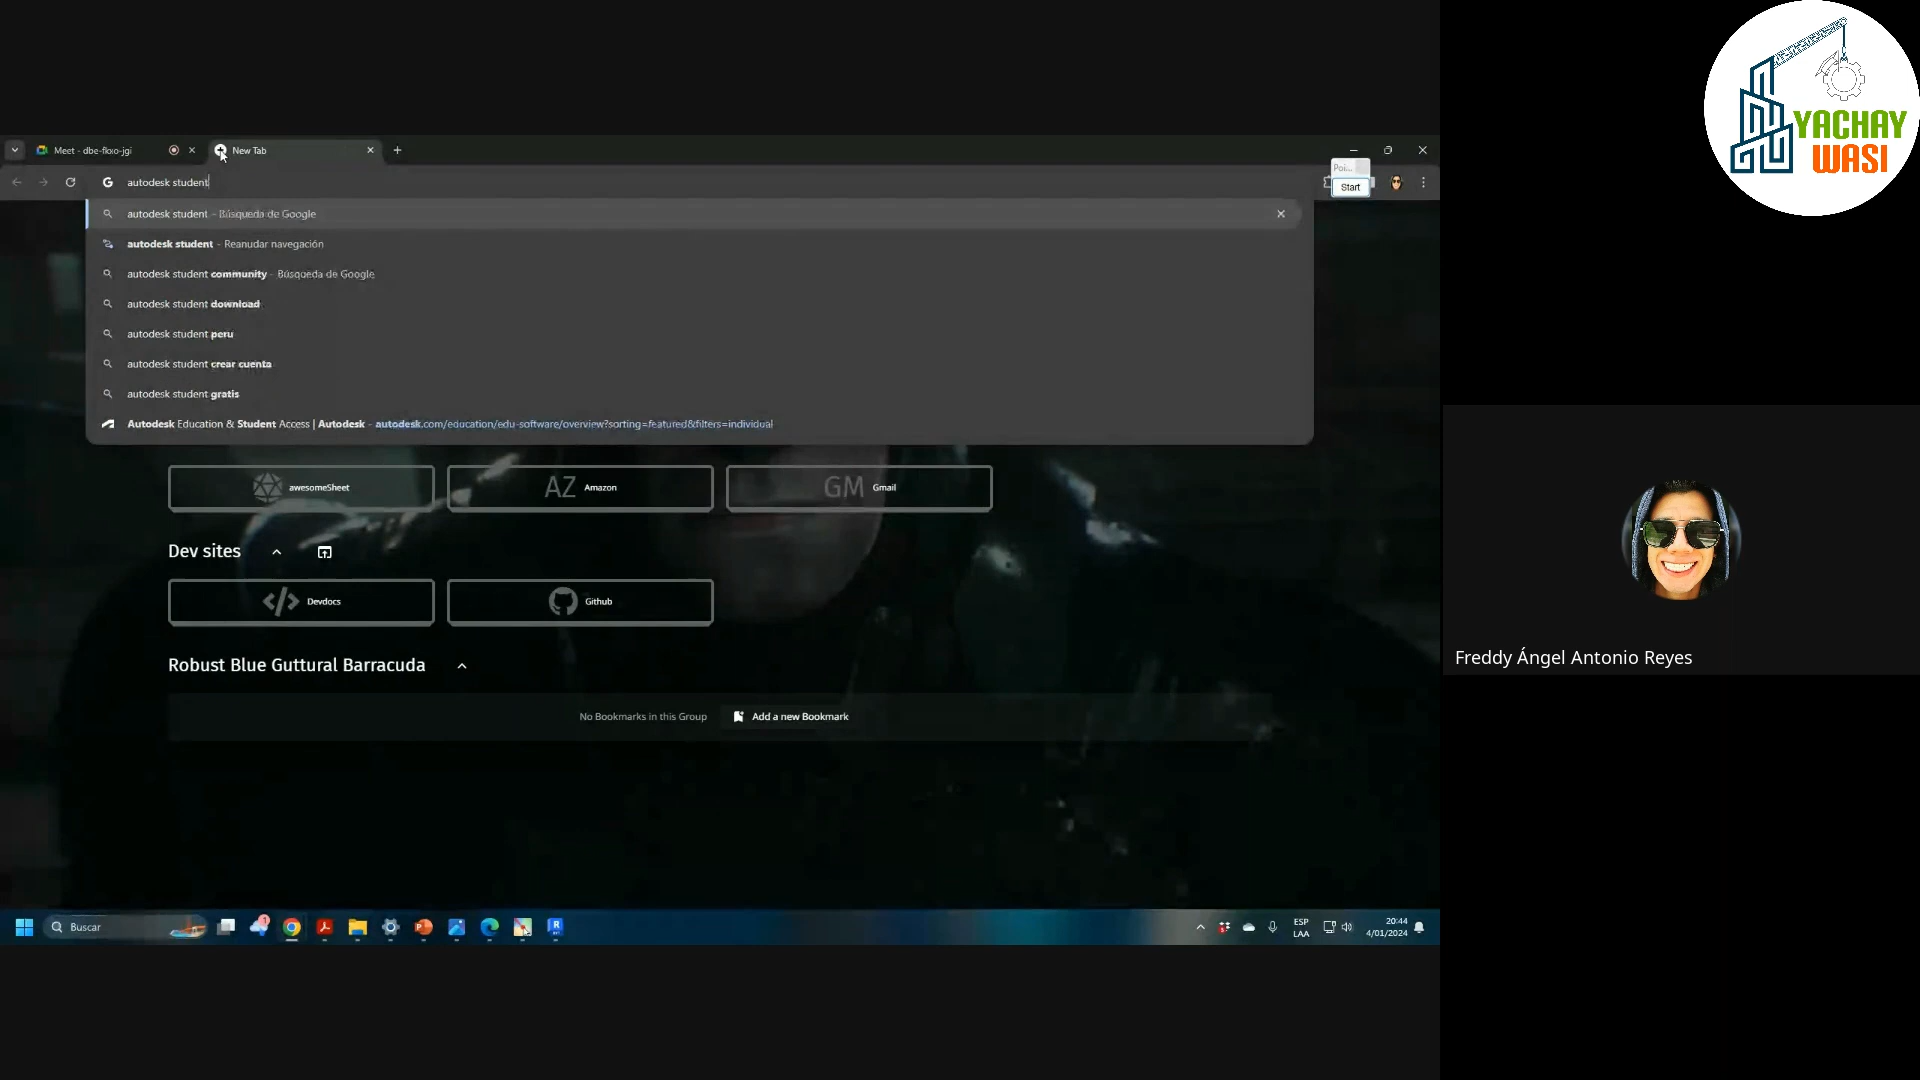 YACHAY
WASI
Meet - dbe-fkxo-jgi
New Tab
autodesk student
Poi...
Start
autodesk student - Búsqueda de Google
autodesk student - Reanudar navegación
autodesk student community - Búsqueda de Google
autodesk student download
autodesk student peru
autodesk student crear cuenta
autodesk student gratis
Autodesk Education & Student Access | Autodesk - autodesk.com/education/edu-software/overview?sorting=featured&filters=individual
awesomeSheet
AZ Amazon
GM Gmail
Dev sites
</> Devdocs
Github
Robust Blue Guttural Barracuda
No Bookmarks in this Group
Add a new Bookmark
Freddy Ángel Antonio Reyes
Buscar
1
ESP
LAA
20:44
4/01/2024